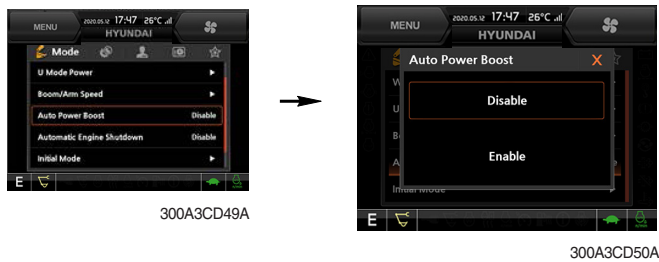 MENU
2020.05.12 17:47 26°C
HYUNDAI
Mode
U Mode Power
Boom/Arm Speed
Auto Power Boost Disable
Automatic Engine Shutdown Disable
Initial Mode
E
300A3CD49A
MENU
2020.05.12 17:47 26°C
HYUNDAI
Auto Power Boost X
Disable
Enable
W
U
B
A
Initial Mode
E
300A3CD50A